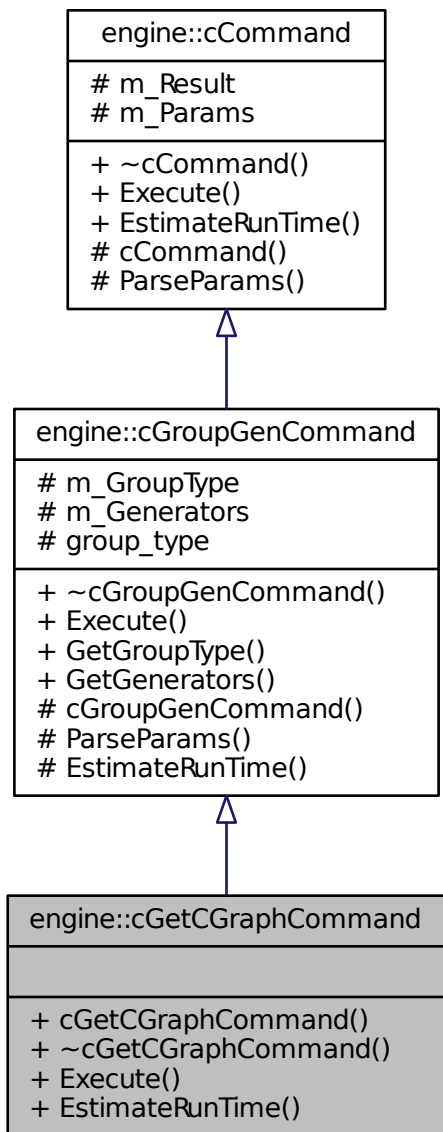 engine::cCommand
# m_Result
# m_Params
+ ~cCommand()
+ Execute()
+ EstimateRunTime()
# cCommand()
# ParseParams()
engine::cGroupGenCommand
# m_GroupType
# m_Generators
# group_type
+ ~cGroupGenCommand()
+ Execute()
+ GetGroupType()
+ GetGenerators()
# cGroupGenCommand()
# ParseParams()
# EstimateRunTime()
engine::cGetCGraphCommand
+ cGetCGraphCommand()
+ ~cGetCGraphCommand()
+ Execute()
+ EstimateRunTime()